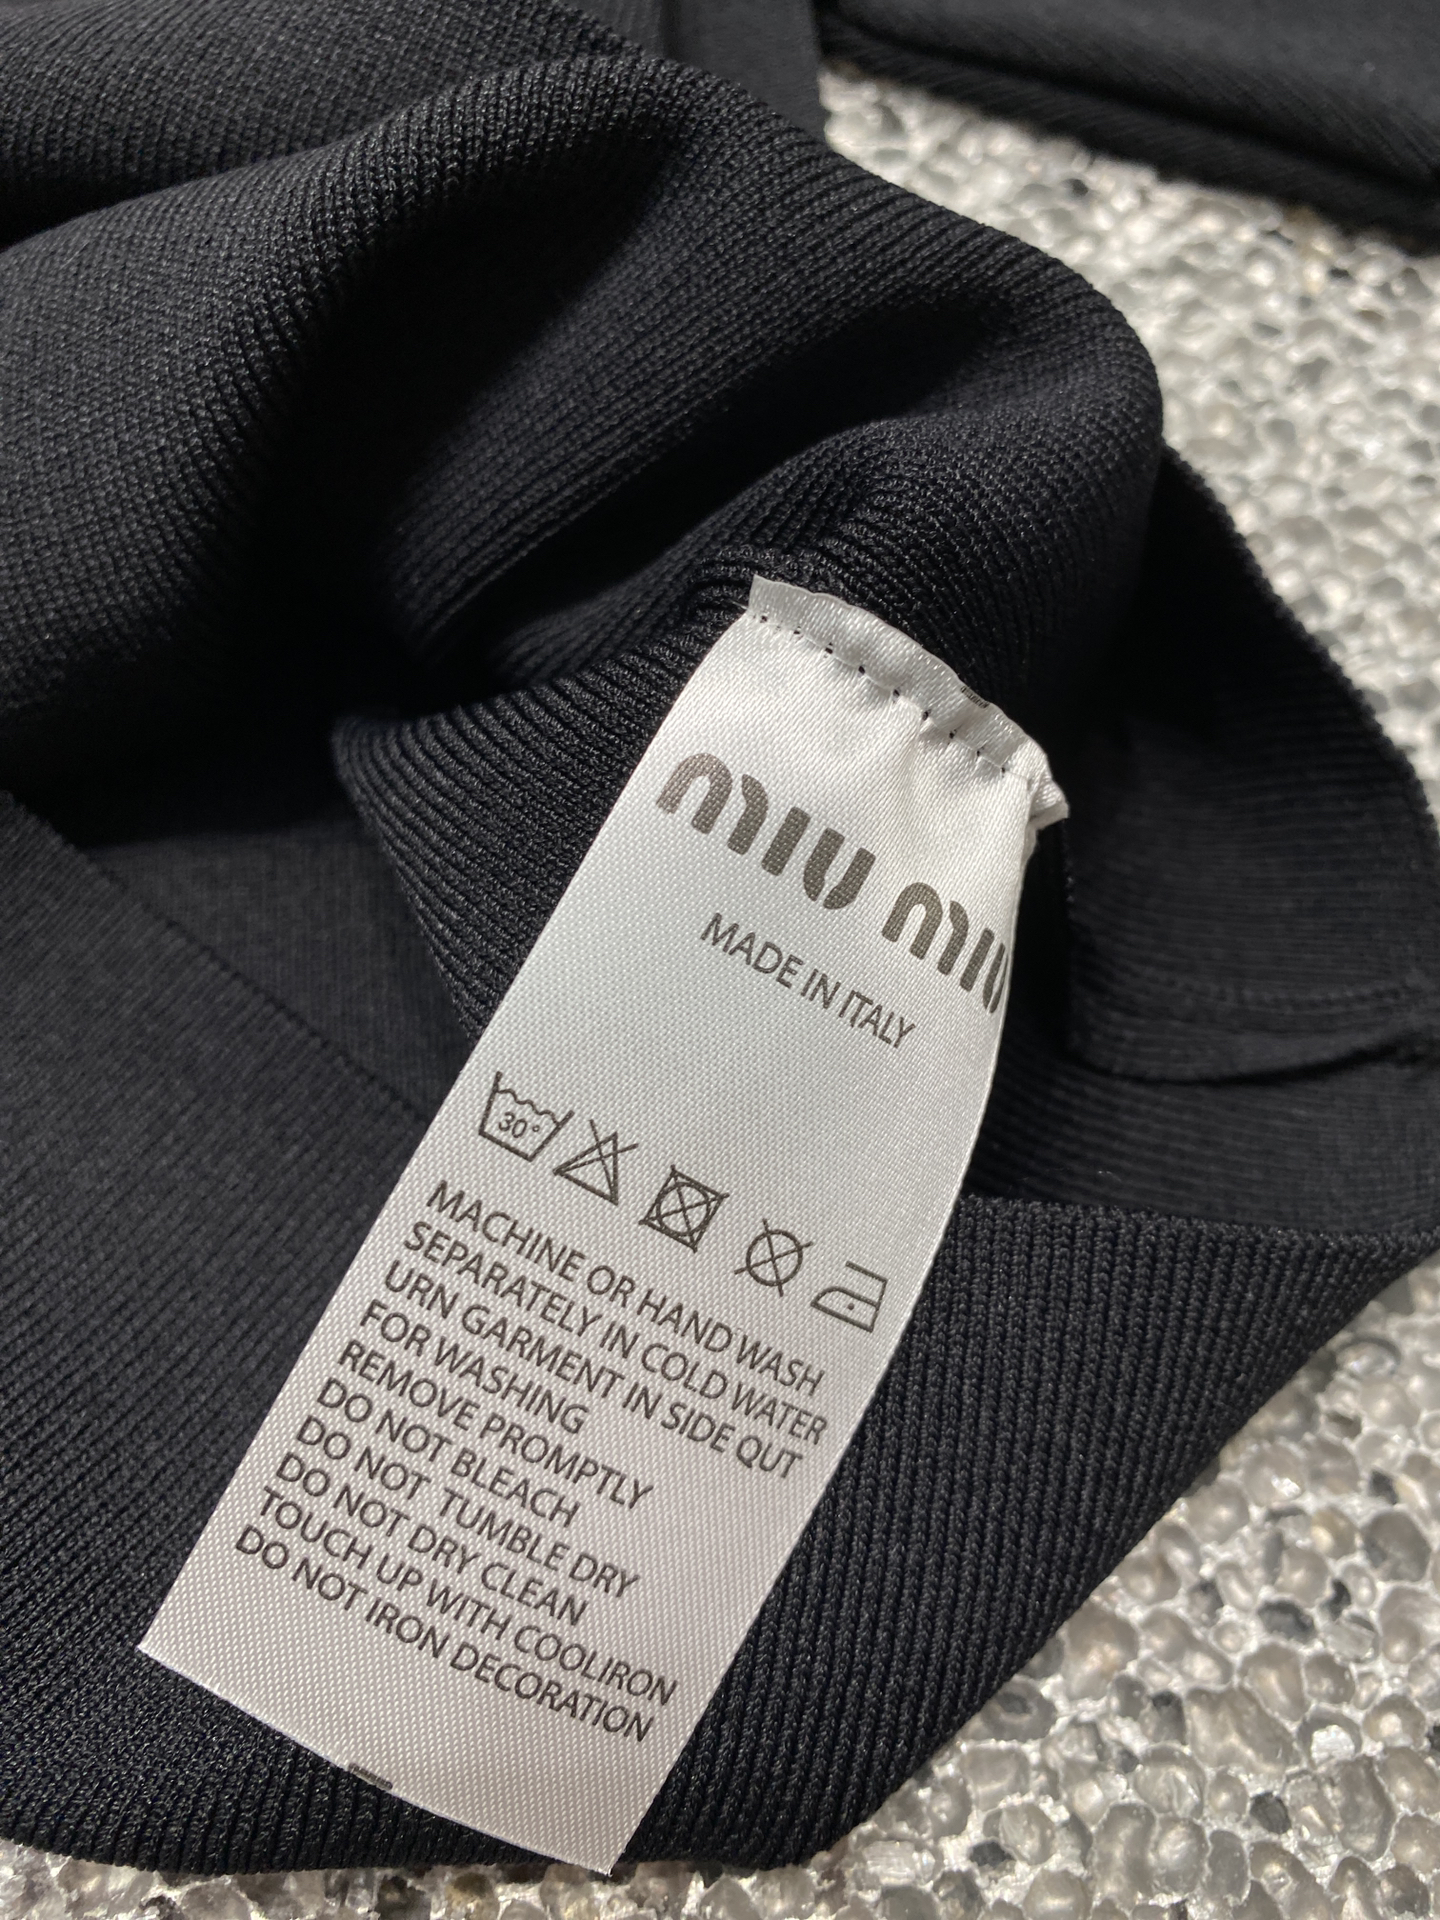 MIU MIU
MADE IN ITALY
30°
MACHINE OR HAND WASH
SEPARATELY IN COLD WATER
URN GARMENT IN SIDE QUT
FOR WASHING
REMOVE PROMPTLY
DO NOT BLEACH
DO NOT TUMBLE DRY
DO NOT DRY CLEAN
TOUCH UP WITH COOLIRON
DO NOT IRON DECORATION